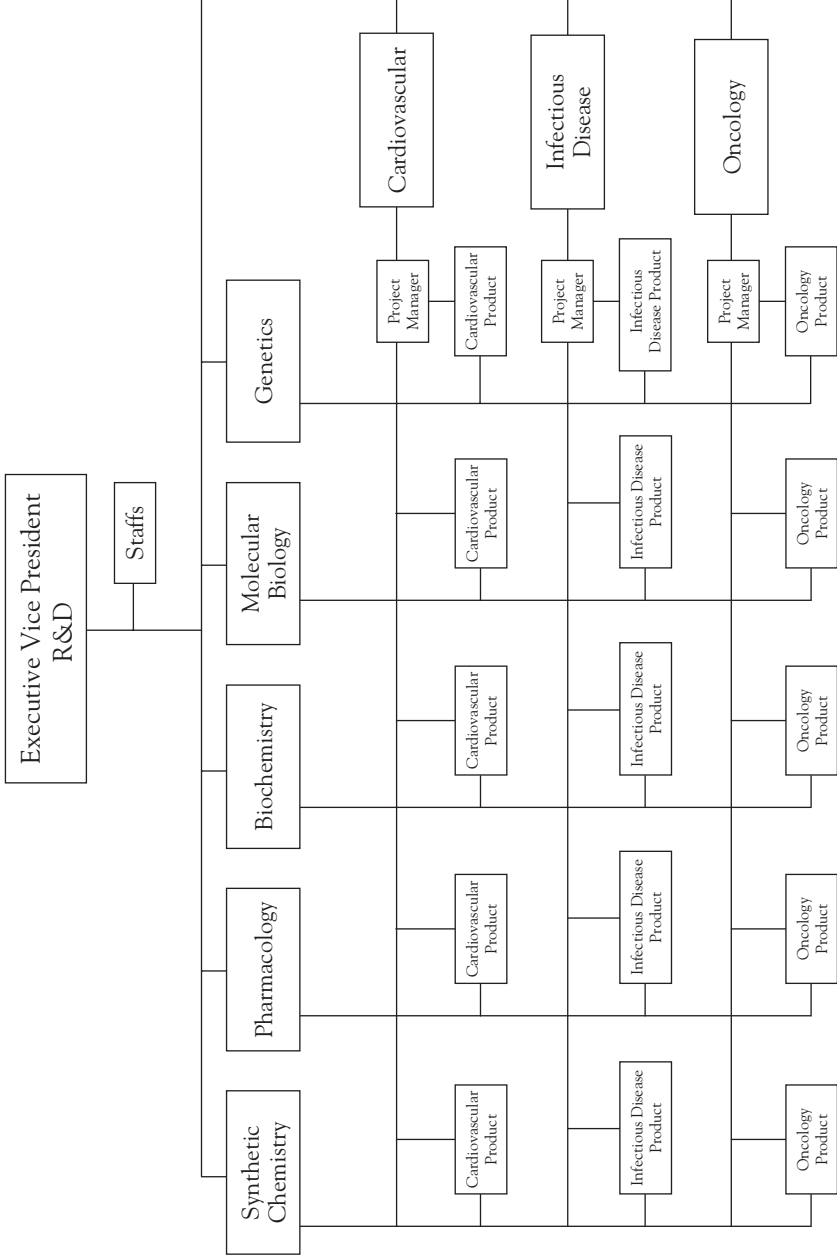 Executive Vice President
R&D
Staffs
Synthetic
Chemistry
Pharmacology
Biochemistry
Molecular
Biology
Genetics
Project
Manager
Cardiovascular
Cardiovascular
Product
Cardiovascular
Product
Cardiovascular
Product
Cardiovascular
Product
Cardiovascular
Product
Project
Manager
Infectious
Disease
Infectious Disease
Product
Infectious Disease
Product
Infectious Disease
Product
Infectious Disease
Product
Infectious
Disease Product
Project
Manager
Oncology
Oncology
Product
Oncology
Product
Oncology
Product
Oncology
Product
Oncology
Product